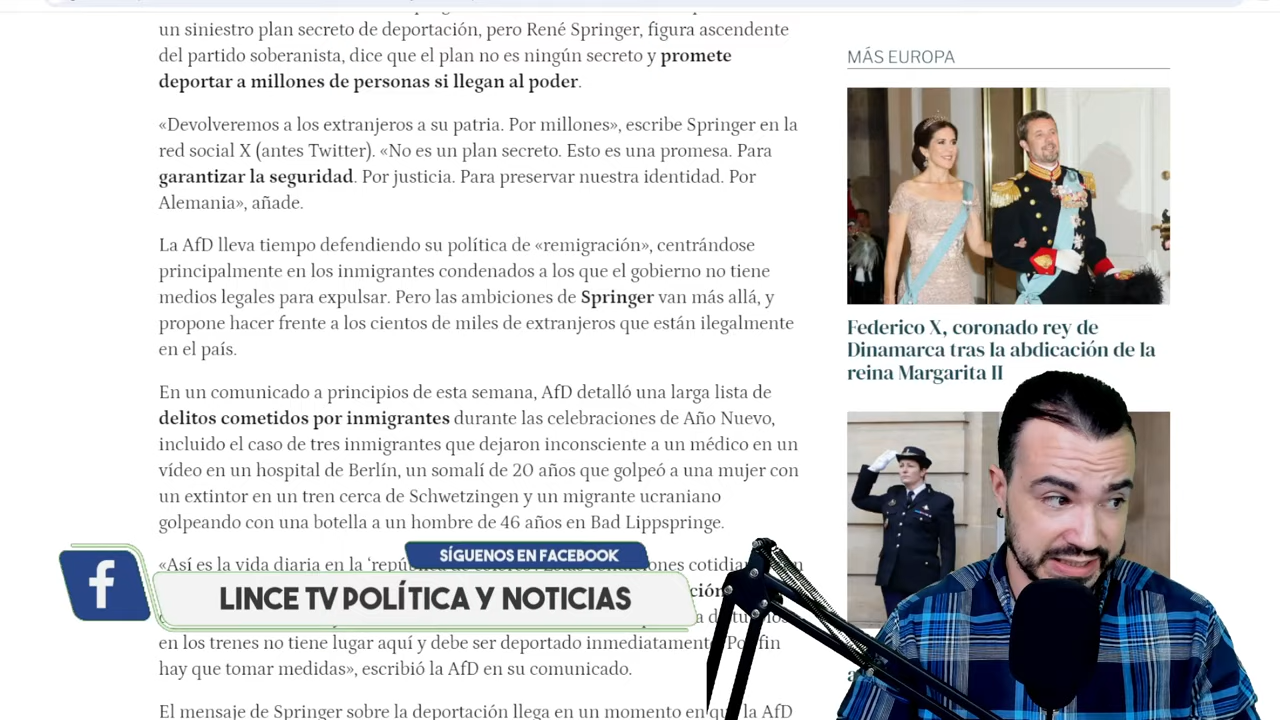 un siniestro plan secreto de deportación, pero René Springer, figura ascendente
del partido soberanista, dice que el plan no es ningún secreto y promete
deportar a millones de personas si llegan al poder.
«Devolveremos a los extranjeros a su patria. Por millones», escribe Springer en la
red social X (antes Twitter). «No es un plan secreto. Esto es una promesa. Para
garantizar la seguridad. Por justicia. Para preservar nuestra identidad. Por
Alemania», añade.
La AfD lleva tiempo defendiendo su política de «remigración», centrándose
principalmente en los inmigrantes condenados a los que el gobierno no tiene
medios legales para expulsar. Pero las ambiciones de Springer van más allá, y
propone hacer frente a los cientos de miles de extranjeros que están ilegalmente
en el país.
En un comunicado a principios de esta semana, AfD detalló una larga lista de
delitos cometidos por inmigrantes durante las celebraciones de Año Nuevo,
incluido el caso de tres inmigrantes que dejaron inconsciente a un médico en un
vídeo en un hospital de Berlín, un somalí de 20 años que golpeó a una mujer con
un extintor en un tren cerca de Schwetzingen y un migrante ucraniano
golpeando con una botella a un hombre de 46 años en Bad Lippspringe.
«Así es la vida diaria en la
en los trenes no tiene lugar aquí y debe ser deportado inmediatamente. Por fin
hay que tomar medidas», escribió la AfD en su comunicado.
El mensaje de Springer sobre la deportación llega en un momento en que la AfD
MÁS EUROPA
Federico X, coronado rey de
Dinamarca tras la abdicación de la
reina Margarita II
SÍGUENOS EN FACEBOOK
f
LINCE TV POLÍTICA Y NOTICIAS